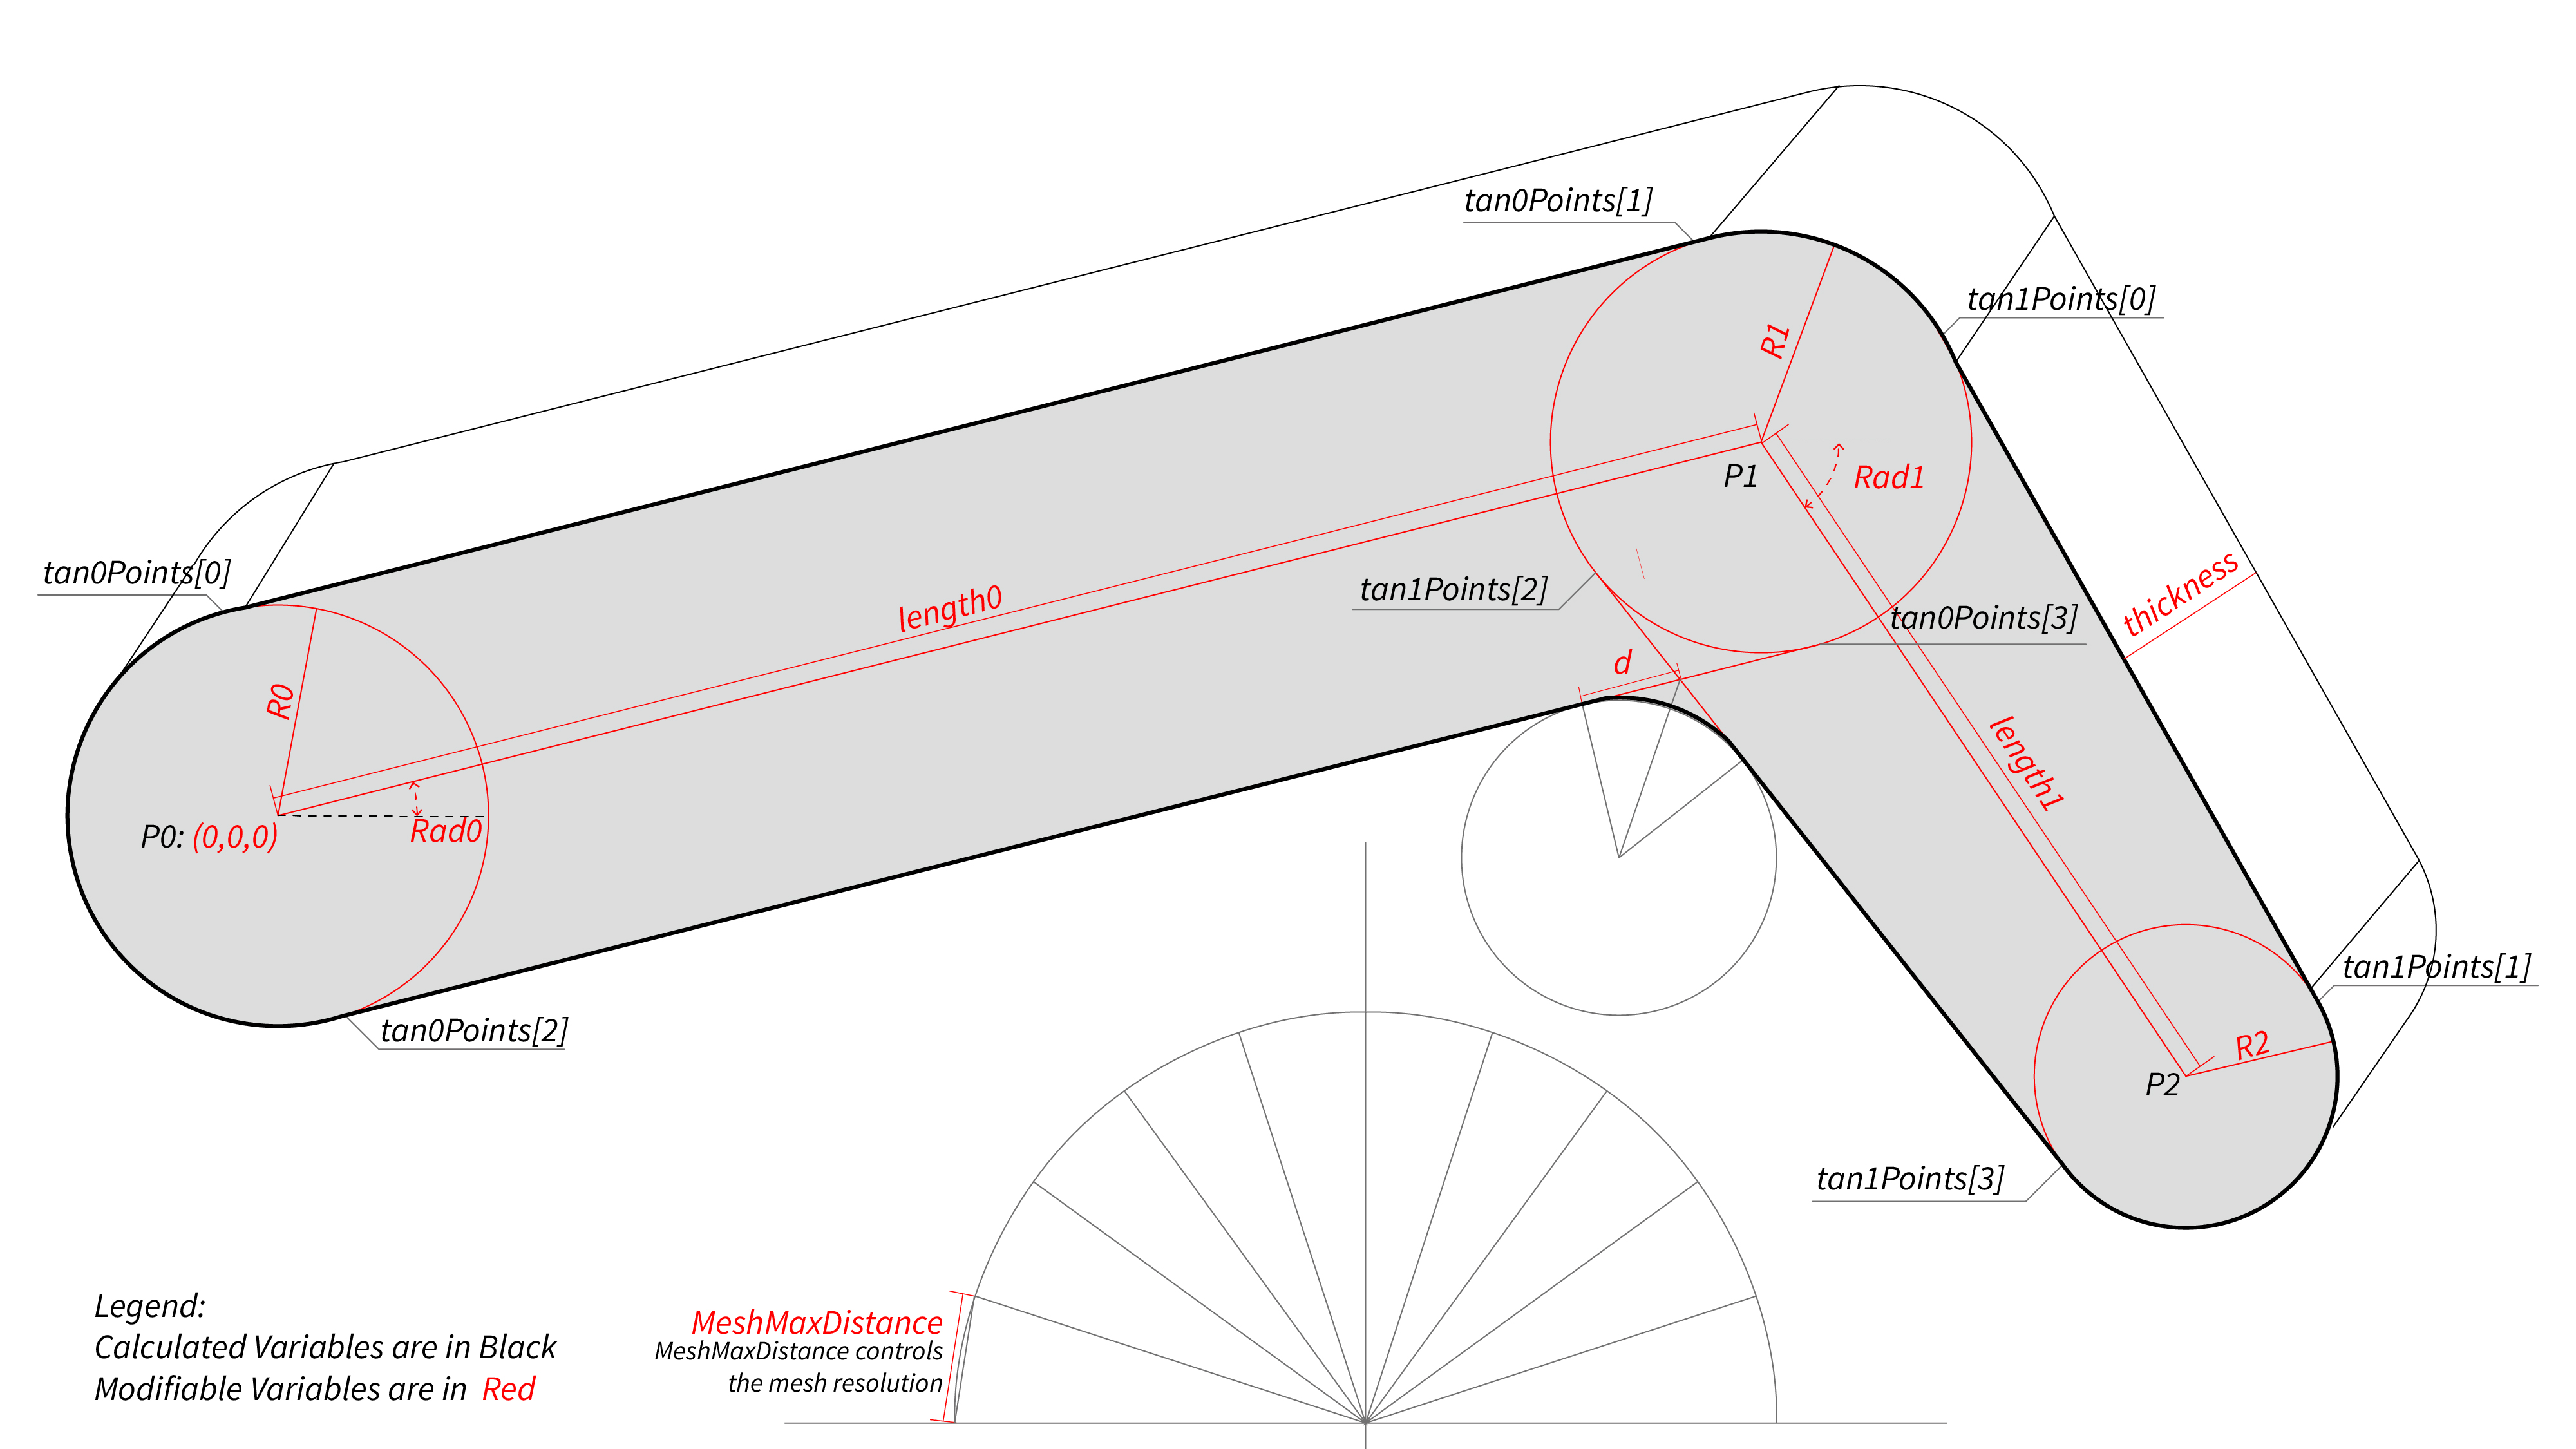 tan0Points[1]
tan1Points[0]
R1
P1
Rad1
tan0Points[0]
tan1Points[2]
length0
tan0Points[3]
thickness
d
R0
length1
P0: (0,0,0)
Rad0
tan1Points[1]
tan0Points[2]
R2
P2
tan1Points[3]
Legend:
Calculated Variables are in Black
Modifiable Variables are in Red
MeshMaxDistance
MeshMaxDistance controls
the mesh resolution